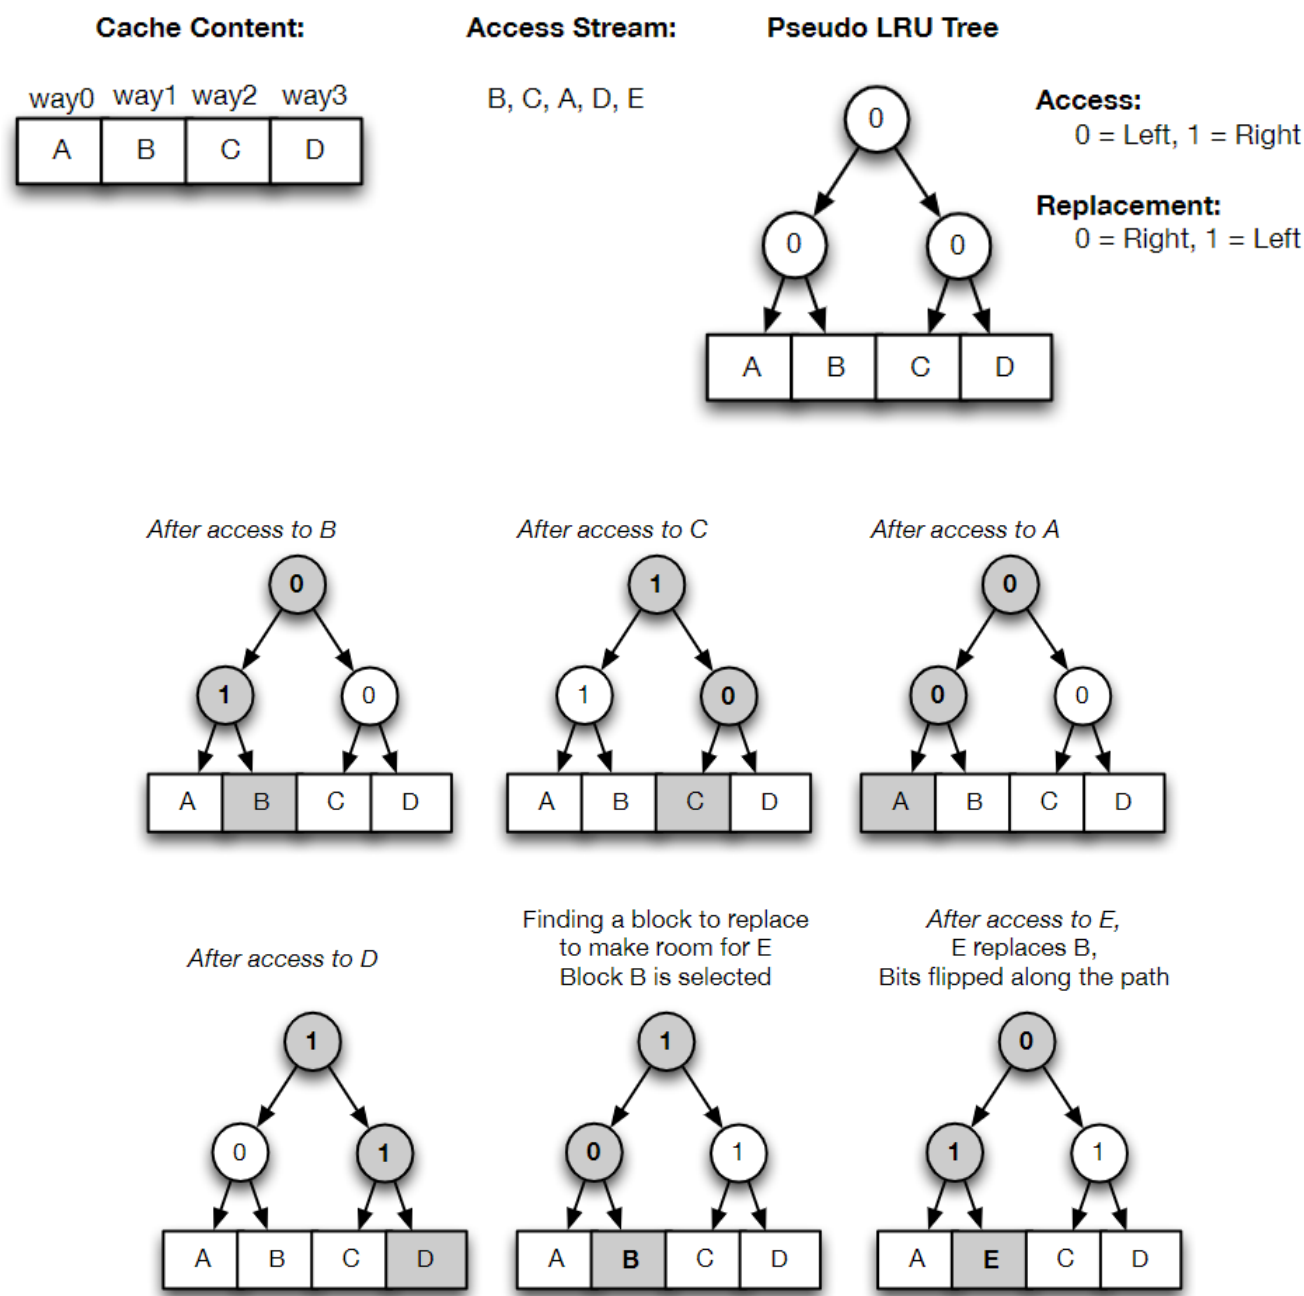 Cache Content:
Access Stream:
Pseudo LRU Tree
way0 way1 way2 way3
A B C D
B, C, A, D, E
Access:
0 = Left, 1 = Right
Replacement:
0 = Right, 1 = Left
0
0 0
A B C D
After access to B
0
1 0
A B C D
After access to C
1
1 0
A B C D
After access to A
0
0 0
A B C D
After access to D
1
0 1
A B C D
Finding a block to replace
to make room for E
Block B is selected
1
0 1
A B C D
After access to E,
E replaces B,
Bits flipped along the path
0
1 1
A E C D